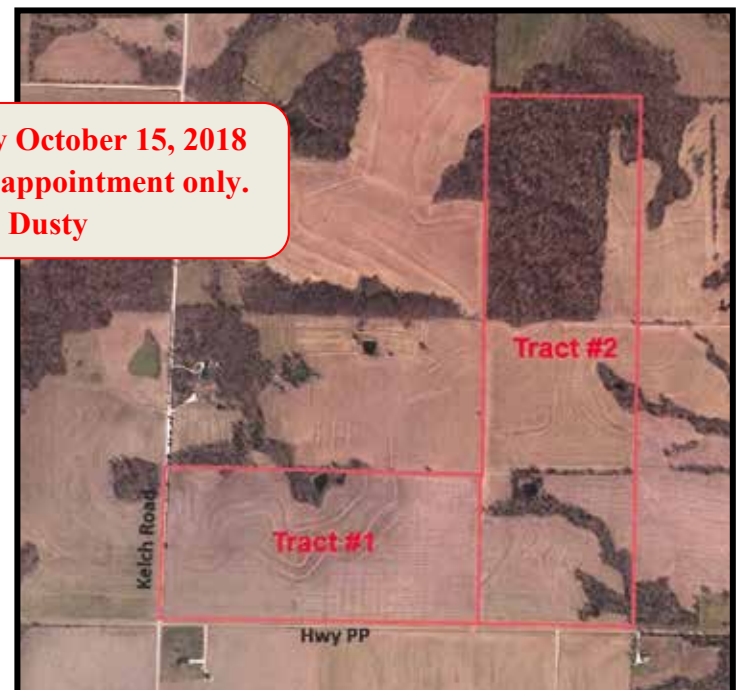 y October 15, 2018
appointment only.
Dusty
Tract #2
Tract #1
Kelch Road
Hwy PP